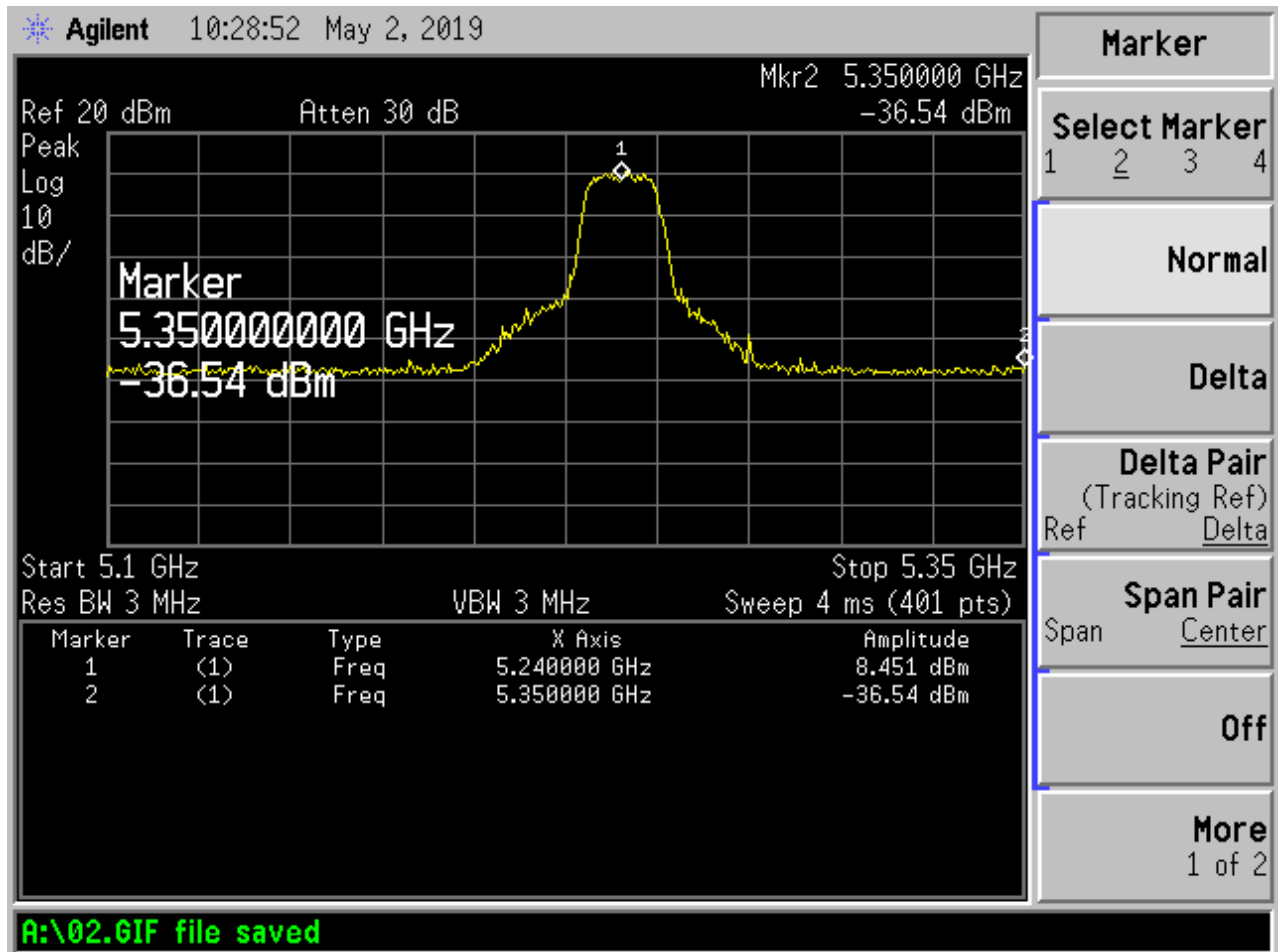 Agilent 10:28:52 May 2, 2019
Mkr2 5.350000 GHz
Ref 20 dBm Atten 30 dB -36.54 dBm
Peak
Log
10
dB/
1
2
Marker
5.350000000 GHz
-36.54 dBm
Start 5.1 GHz Stop 5.35 GHz
Res BW 3 MHz VBW 3 MHz Sweep 4 ms (401 pts)
Marker Trace Type X Axis Amplitude
1 (1) Freq 5.240000 GHz 8.451 dBm
2 (1) Freq 5.350000 GHz -36.54 dBm
Marker
Select Marker
1 2 3 4
Normal
Delta
Delta Pair
(Tracking Ref)
Ref Delta
Span Pair
Span Center
Off
More
1 of 2
A:\02.GIF file saved